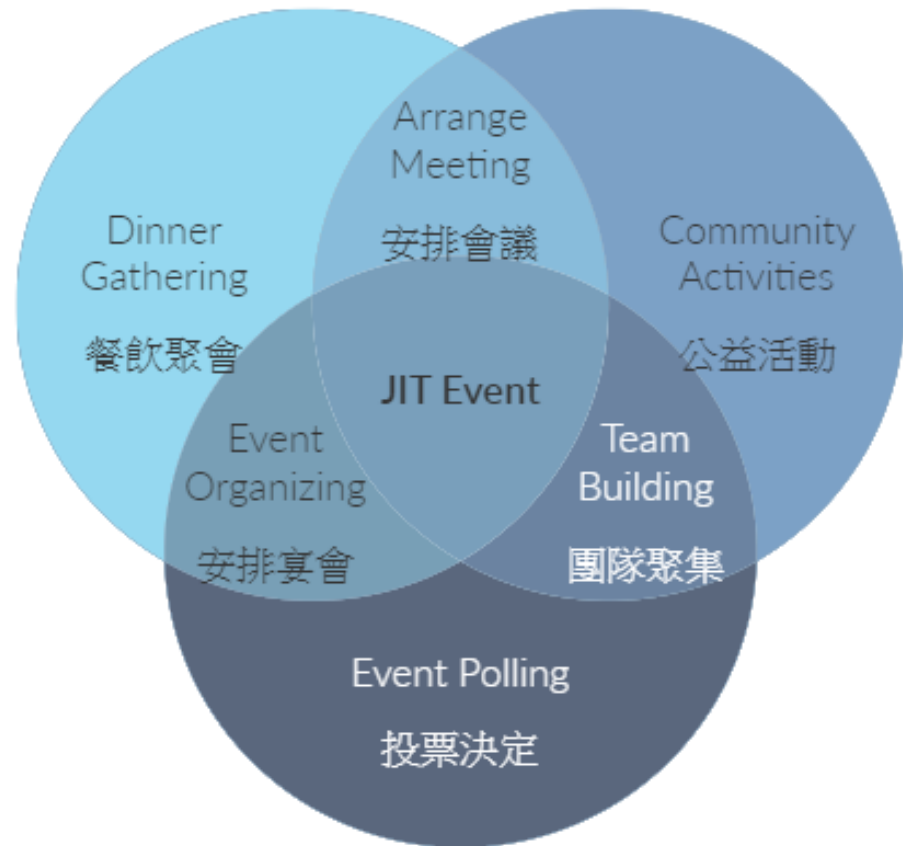 Arrange
Meeting
安排會議
Dinner
Gathering
餐飲聚會
Community
Activities
公益活動
JIT Event
Event
Organizing
安排宴會
Team
Building
團隊聚集
Event Polling
投票決定